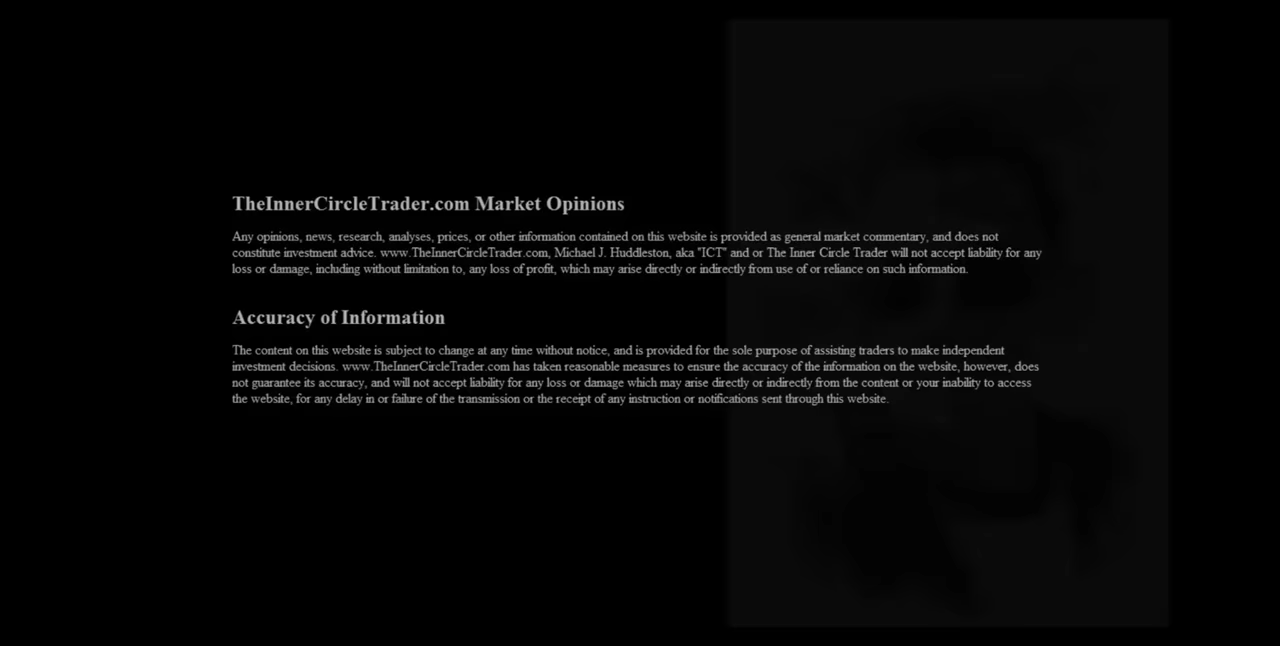 TheInnerCircleTrader.com Market Opinions
Any opinions, news, research, analyses, prices, or other information contained on this website is provided as general market commentary, and does not
constitute investment advice. www.TheInnerCircleTrader.com, Michael J. Huddleston, aka "ICT" and or The Inner Circle Trader will not accept liability for any
loss or damage, including without limitation to, any loss of profit, which may arise directly or indirectly from use of or reliance on such information.
Accuracy of Information
The content on this website is subject to change at any time without notice, and is provided for the sole purpose of assisting traders to make independent
investment decisions. www.TheInnerCircleTrader.com has taken reasonable measures to ensure the accuracy of the information on the website, however, does
not guarantee its accuracy, and will not accept liability for any loss or damage which may arise directly or indirectly from the content or your inability to access
the website, for any delay in or failure of the transmission or the receipt of any instruction or notifications sent through this website.